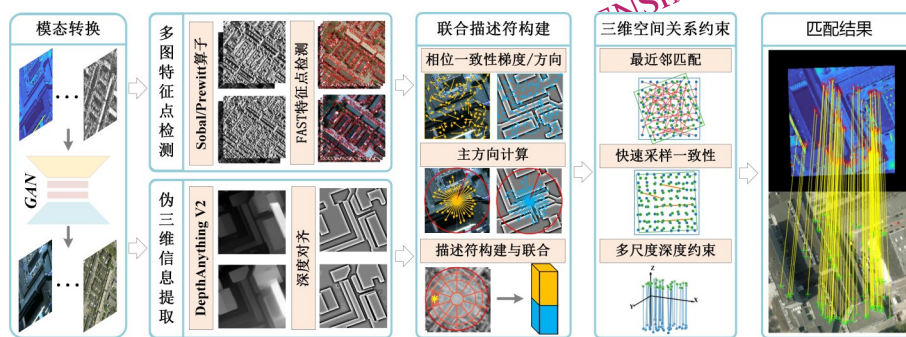 模态转换
GAN
多图特征点检测
Sobal/Prewitt算子
FAST特征点检测
伪三维信息提取
DepthAnything V2
深度对齐
联合描述符构建
相位一致性梯度/方向
主方向计算
描述符构建与联合
三维空间关系约束
最近邻匹配
快速采样一致性
多尺度深度约束
Z
Y
X
匹配结果